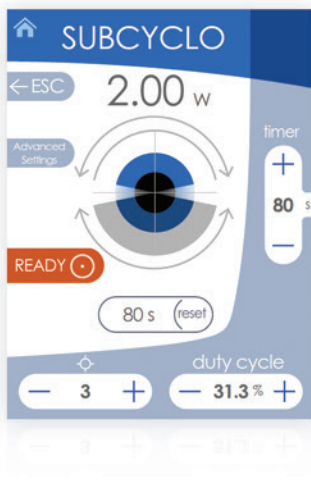 SUBCYCLO
← ESC
2.00 w
Advanced
Settings
timer
+
80 s
−
READY
80 s (reset)
duty cycle
− 3 +
− 31.3 % +